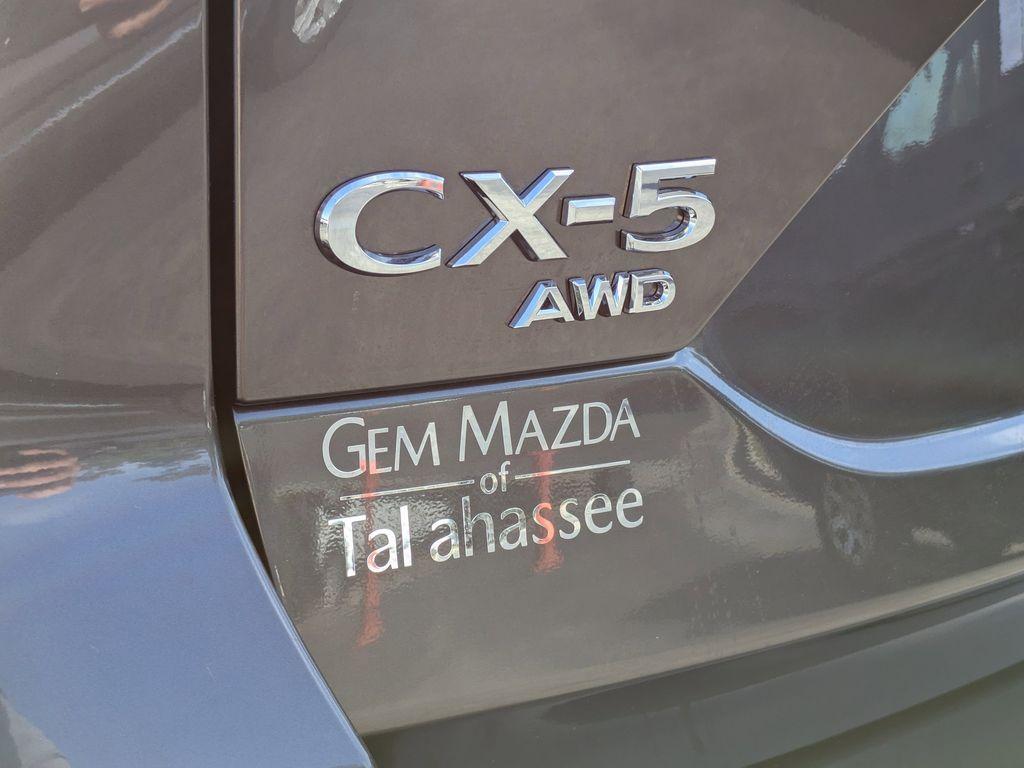 CX-5
AWD
GEM MAZDA
of
Tal ahassee